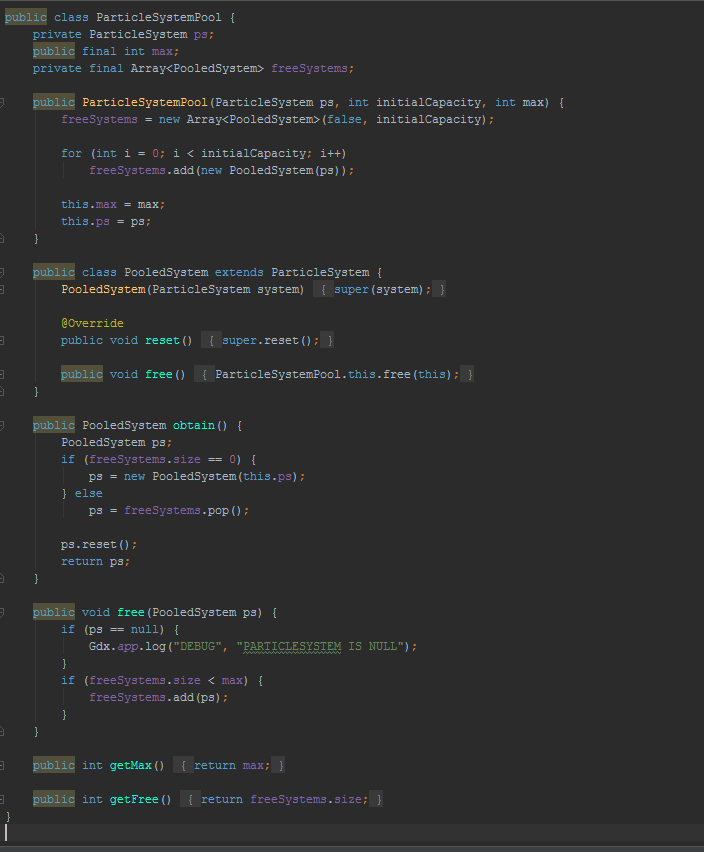 public class ParticleSystemPool {
private ParticleSystem ps;
public final int max;
private final Array<PooledSystem> freeSystems;
public ParticleSystemPool(ParticleSystem ps, int initialCapacity, int max) {
freeSystems = new Array<PooledSystem>(false, initialCapacity);
for (int i = 0; i < initialCapacity; i++)
freeSystems.add(new PooledSystem(ps));
this.max = max;
this.ps = ps;
}
public class PooledSystem extends ParticleSystem {
PooledSystem(ParticleSystem system) { super(system); }
@Override
public void reset() { super.reset(); }
public void free() { ParticleSystemPool.this.free(this); }
}
public PooledSystem obtain() {
PooledSystem ps;
if (freeSystems.size == 0) {
ps = new PooledSystem(this.ps);
} else
ps = freeSystems.pop();
ps.reset();
return ps;
}
public void free(PooledSystem ps) {
if (ps == null) {
Gdx.app.log("DEBUG", "PARTICLESYSTEM IS NULL");
}
if (freeSystems.size < max) {
freeSystems.add(ps);
}
}
public int getMax() { return max; }
public int getFree() { return freeSystems.size; }
}